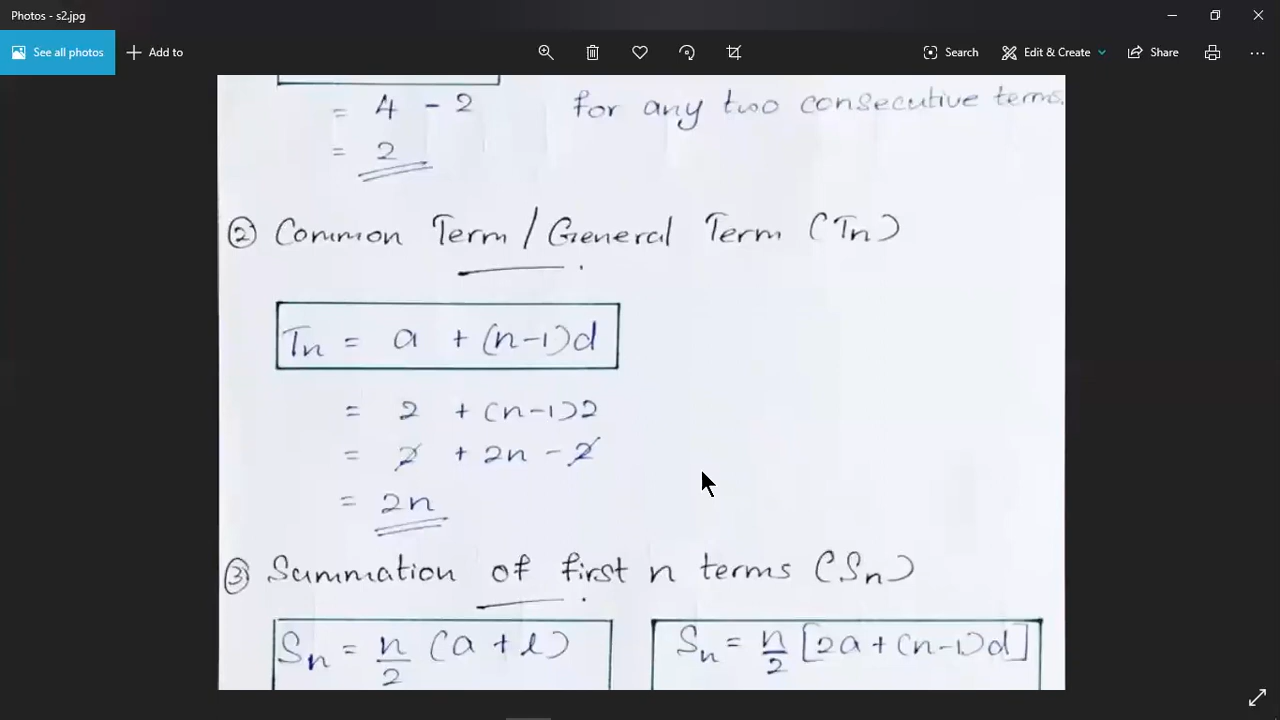 Photos - s2.jpg
See all photos
Add to
Search
Edit & Create
Share
= 4 - 2 for any two consecutive terms.
= 2
② Common Term / General Term (Tn)
Tn = a + (n-1)d
= 2 + (n-1)2
= 2 + 2n - 2
= 2n
③ Summation of first n terms (Sn)
Sn = n/2 (a + l) Sn = n/2 [2a + (n-1)d]